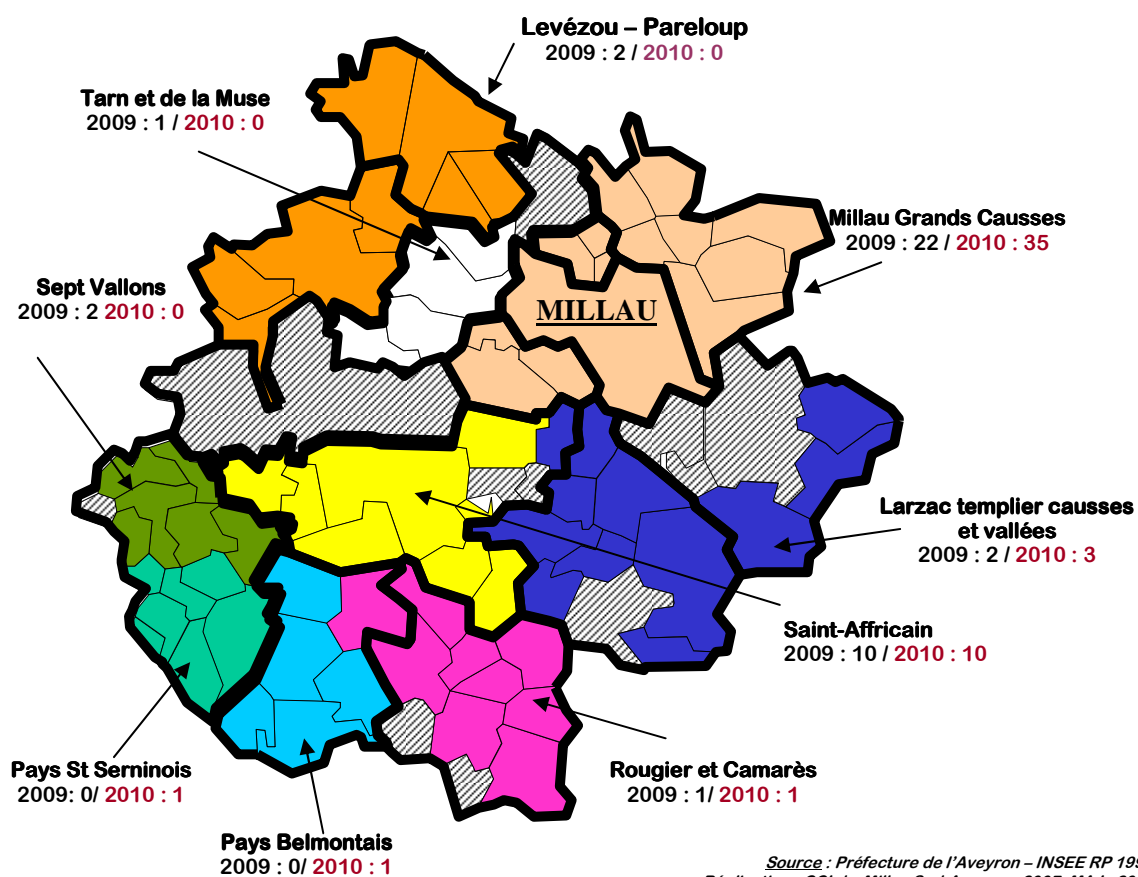 Levézou – Pareloup
2009 : 2 / 2010 : 0
Tarn et de la Muse
2009 : 1 / 2010 : 0
Millau Grands Causses
2009 : 22 / 2010 : 35
Sept Vallons
2009 : 2 2010 : 0
MILLAU
Larzac templier causses
et vallées
2009 : 2 / 2010 : 3
Saint-Affricain
2009 : 10 / 2010 : 10
Pays St Serninois
2009: 0/ 2010 : 1
Rougier et Camarès
2009 : 1/ 2010 : 1
Pays Belmontais
2009 : 0/ 2010 : 1
Source : Préfecture de l'Aveyron – INSEE RP 199